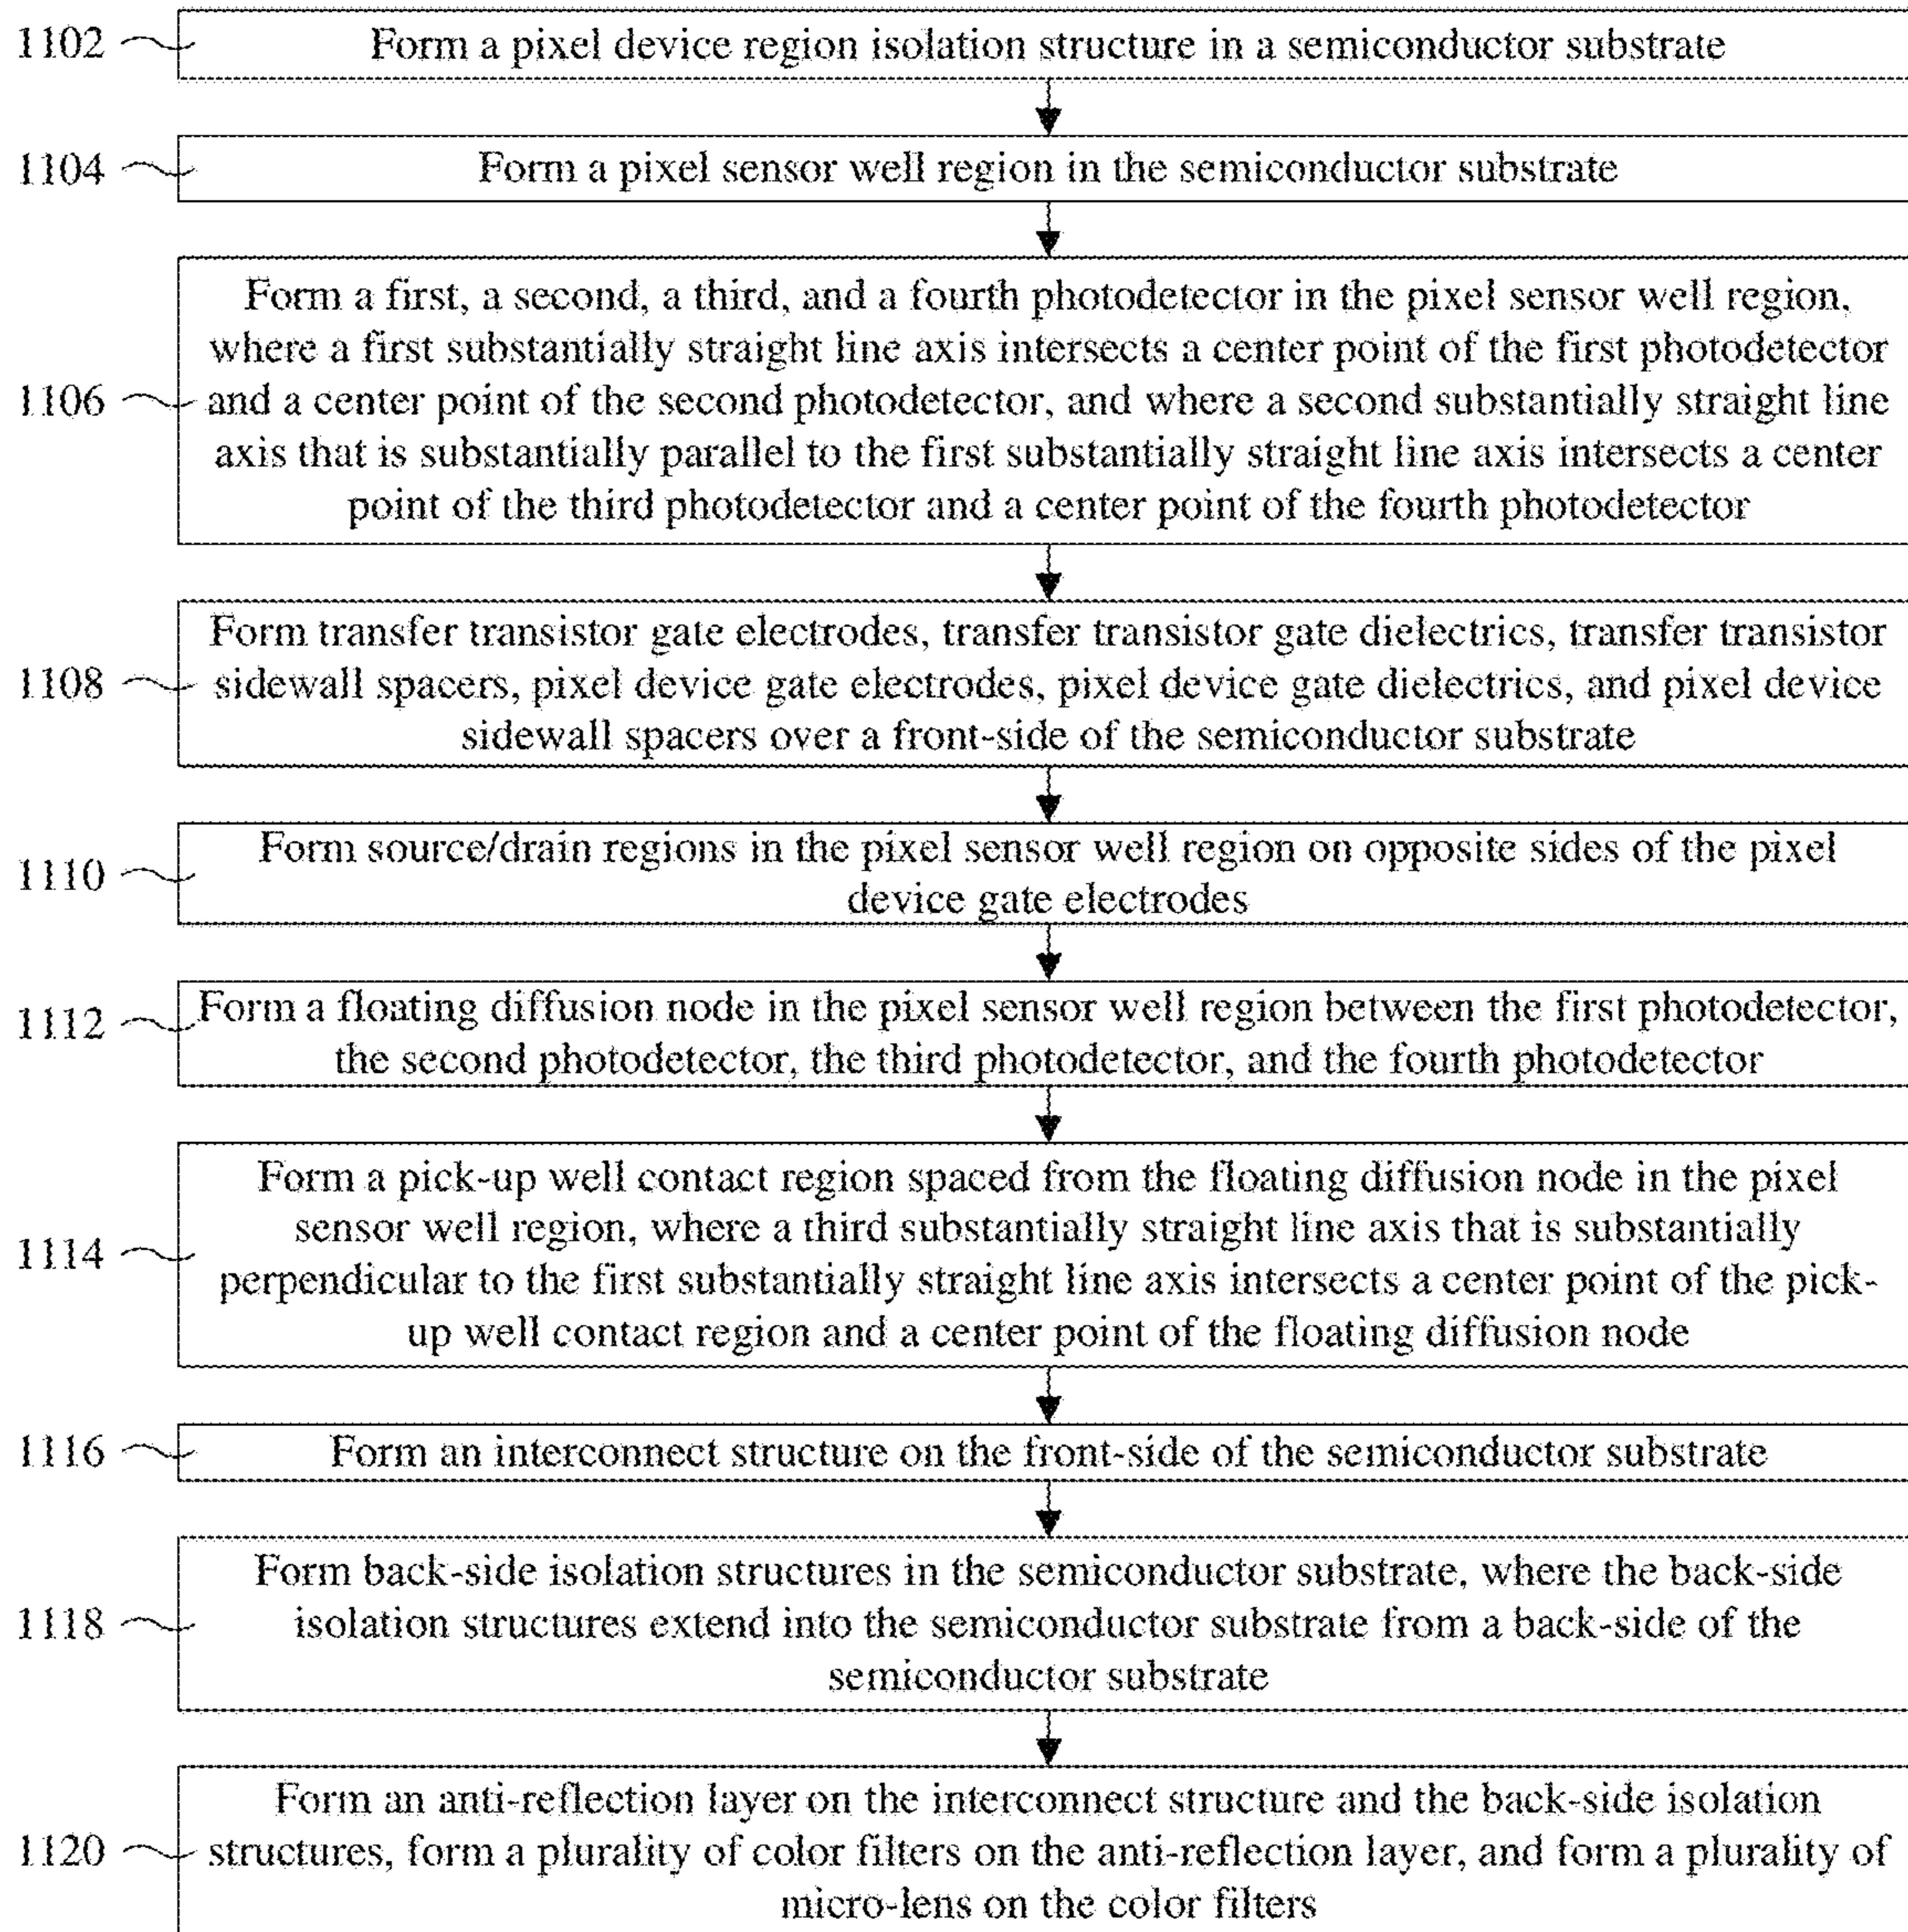 1102
Form a pixel device region isolation structure in a semiconductor substrate
1104
Form a pixel sensor well region in the semiconductor substrate
Form a first, a second, a third, and a fourth photodetector in the pixel sensor well region,
where a first substantially straight line axis intersects a center point of the first photodetector
1106
and a center point of the second photodetector, and where a second substantially straight line
axis that is substantially parallel to the first substantially straight line axis intersects a center
point of the third photodetector and a center point of the fourth photodetector
Form transfer transistor gate electrodes, transfer transistor gate dielectrics, transfer transistor
1108
sidewall spacers, pixel device gate electrodes, pixel device gate dielectrics, and pixel device
sidewall spacers over a front-side of the semiconductor substrate
1110
Form source/drain regions in the pixel sensor well region on opposite sides of the pixel
device gate electrodes
1112
Form a floating diffusion node in the pixel sensor well region between the first photodetector,
the second photodetector, the third photodetector, and the fourth photodetector
Form a pick-up well contact region spaced from the floating diffusion node in the pixel
sensor well region, where a third substantially straight line axis that is substantially
1114
perpendicular to the first substantially straight line axis intersects a center point of the pick-
up well contact region and a center point of the floating diffusion node
1116
Form an interconnect structure on the front-side of the semiconductor substrate
Form back-side isolation structures in the semiconductor substrate, where the back-side
1118
isolation structures extend into the semiconductor substrate from a back-side of the
semiconductor substrate
Form an anti-reflection layer on the interconnect structure and the back-side isolation
1120
structures, form a plurality of color filters on the anti-reflection layer, and form a plurality of
micro-lens on the color filters